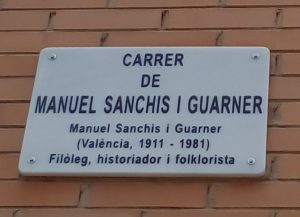 CARRER
DE
MANUEL SANCHIS I GUARNER
Manuel Sanchis i Guarner
(València, 1911 - 1981)
Filòleg, historiador i folklorista